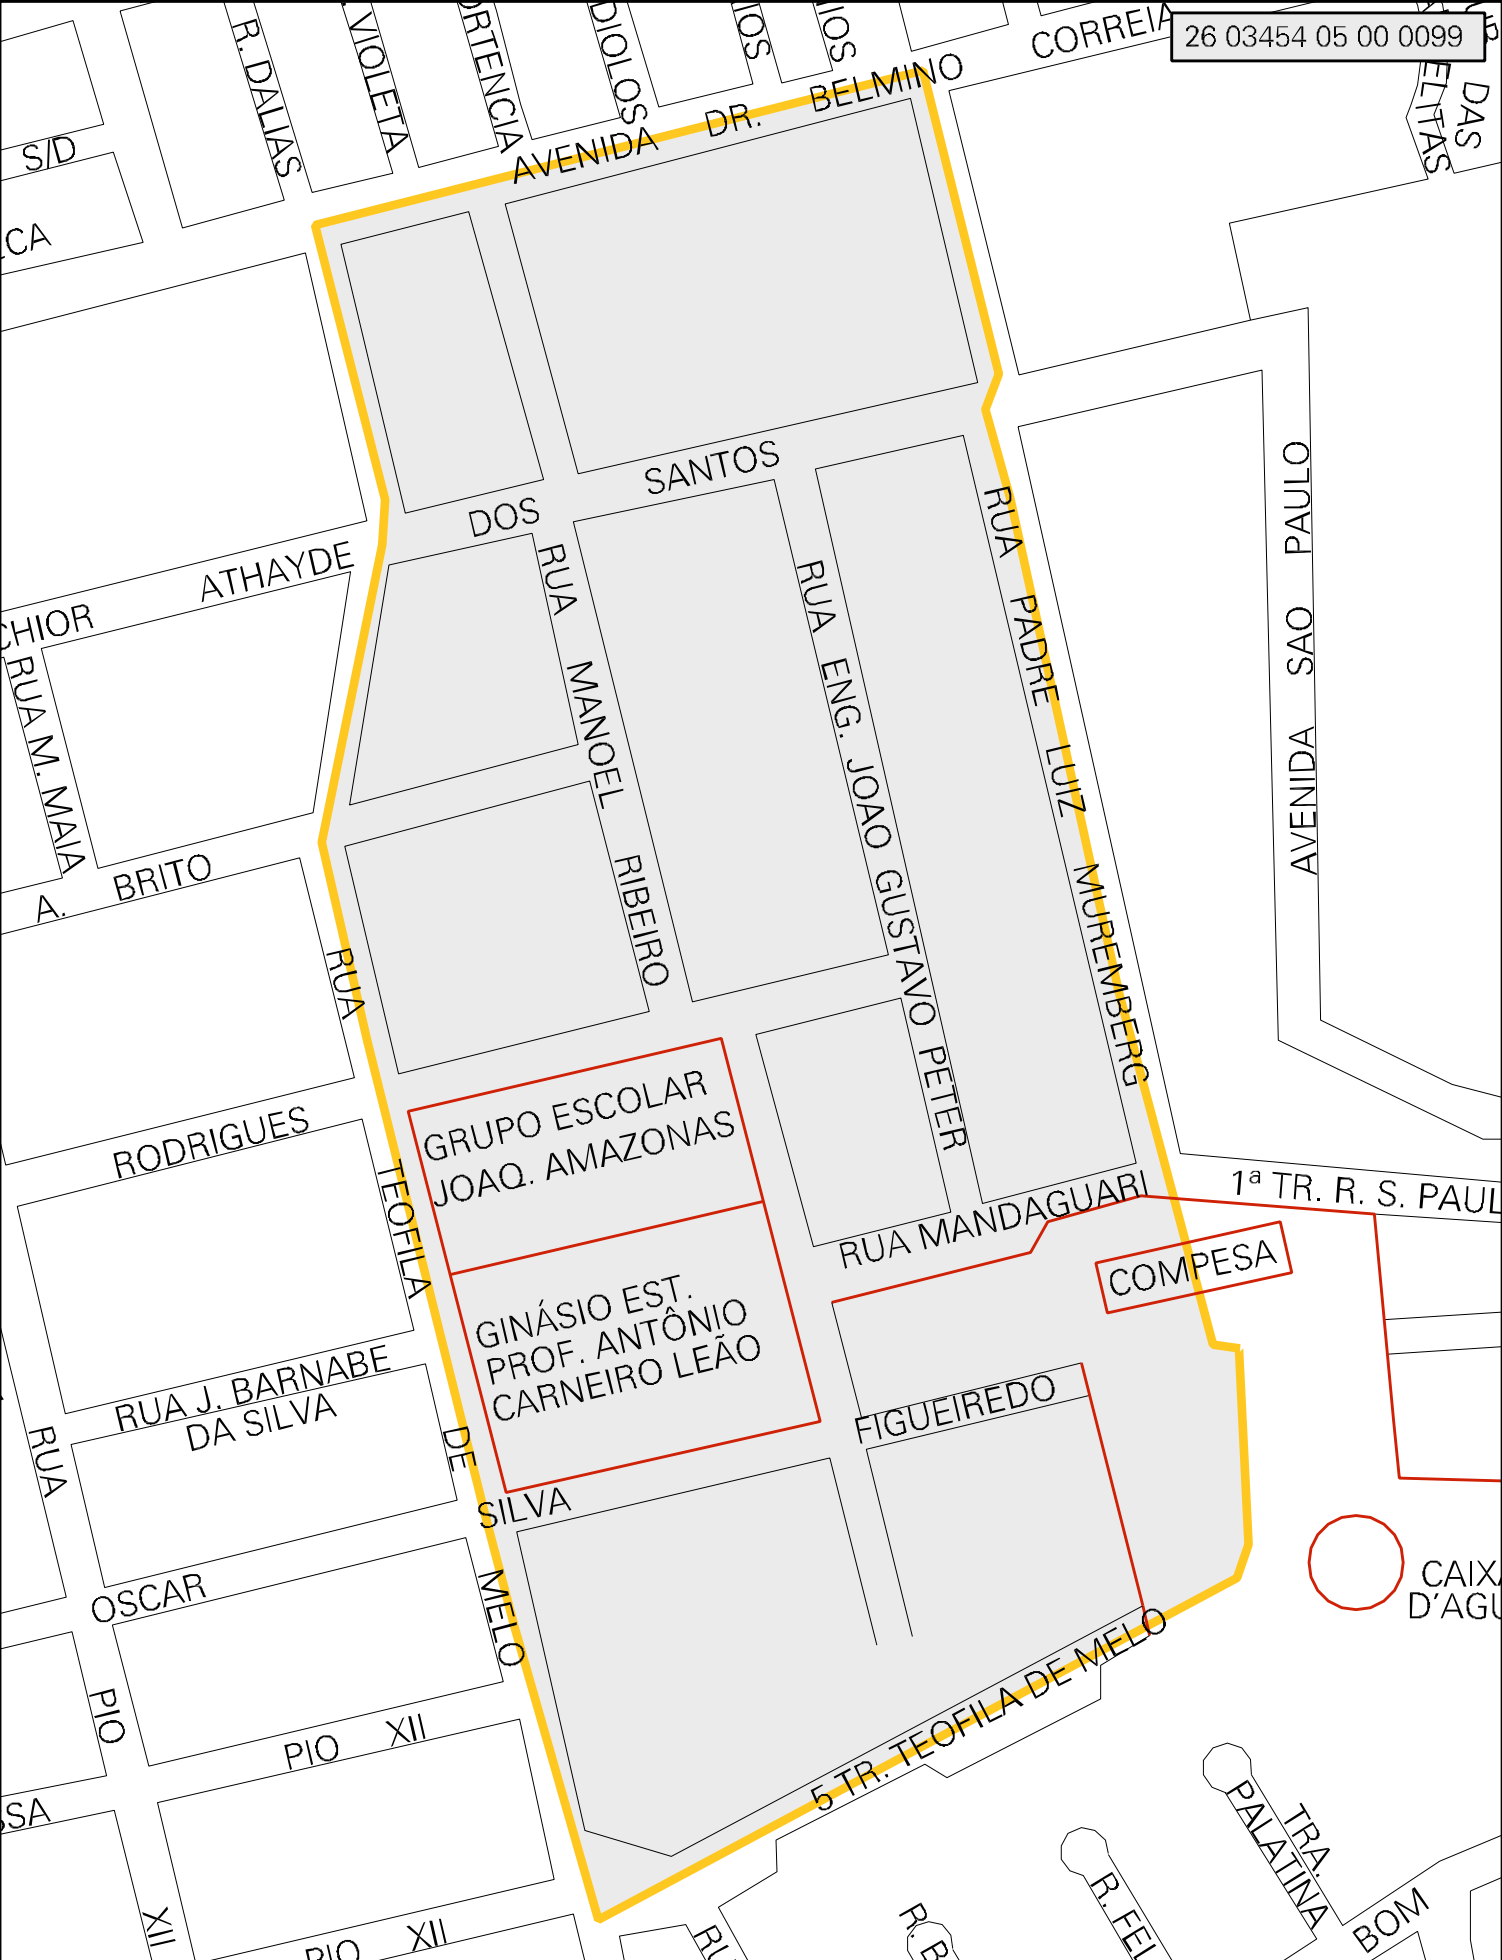 26 03454 05 00 0099
R. DALIAS
VIOLETA
S/D
AVENIDA DR. BELMINO CORREIA
DAS
SANTOS
DOS
ATHAYDE
RUA M. MAIA
A. BRITO
RUA MANOEL RIBEIRO
RUA ENG. JOAO GUSTAVO PETER
RUA PADRE LUIZ MUREMBERG
AVENIDA SAO PAULO
RUA TEOFILA DE MELO
RODRIGUES
GRUPO ESCOLAR
JOAQ. AMAZONAS
GINÁSIO EST.
PROF. ANTÔNIO
CARNEIRO LEÃO
RUA MANDAGUARI
1ª TR. R. S. PAUL
COMPESA
FIGUEIREDO
RUA J. BARNABE
DA SILVA
SILVA
OSCAR
RUA PIO XII
PIO XII
PIO XII
5 TR. TEOFILA DE MELO
CAIXA
D'AGU
TRA.
PALATINA
R. FEL
R. B
BOM